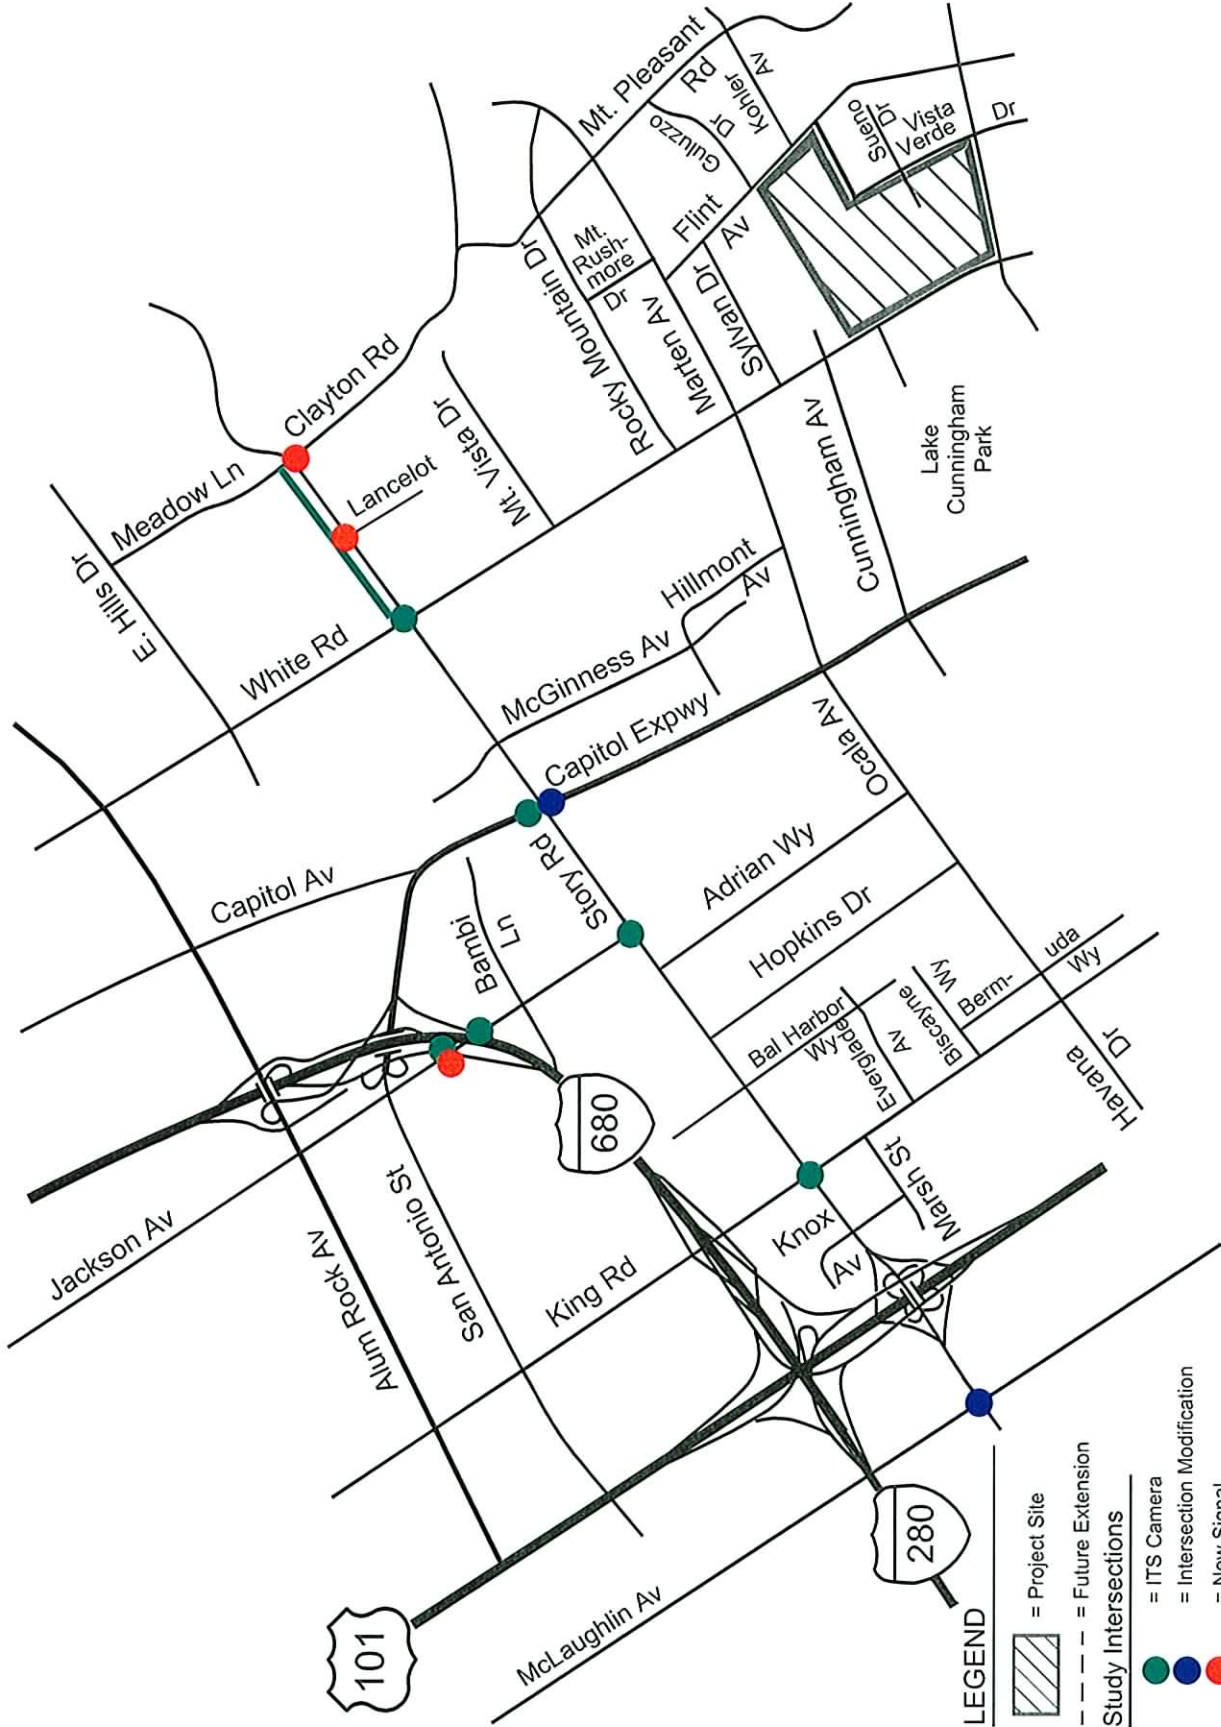 E. Hills Dr
Meadow Ln
Clayton Rd
White Rd
Lancelot
Mt. Vista Dr
Rocky Mountain Dr
Mt.
Rush-
more
Dr
Mt. Pleasant
Rd
Guluzzo
Dr
Kohler
Av
Flint
Av
Marten Av
Sylvan Dr
Sueno
Dr
Vista
Verde
Dr
Cunningham Av
Lake
Cunningham
Park
Hillmont
Av
McGinness Av
Capitol Expwy
Ocala Av
Capitol Av
Story Rd
Bambi
Ln
Adrian Wy
Hopkins Dr
Bal Harbor
Wy
Everglade
Av
Biscayne
Wy
Berm-
uda
Wy
Havana
Dr
680
Jackson Av
Alum Rock Av
San Antonio St
King Rd
Knox
Av
Marsh St
101
280
McLaughlin Av
LEGEND
= Project Site
= Future Extension
Study Intersections
= ITS Camera
= Intersection Modification
= New Signal